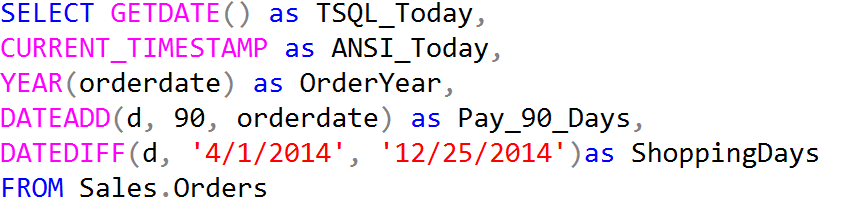 SELECT GETDATE() as TSQL_Today,
CURRENT_TIMESTAMP as ANSI_Today,
YEAR(orderdate) as OrderYear,
DATEADD(d, 90, orderdate) as Pay_90_Days,
DATEDIFF(d, '4/1/2014', '12/25/2014')as ShoppingDays
FROM Sales.Orders